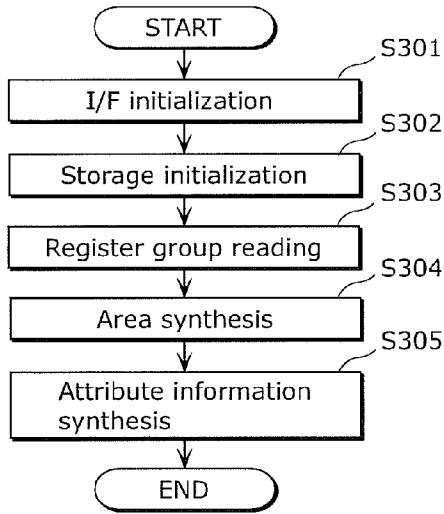 START
S301
I/F initialization
S302
Storage initialization
S303
Register group reading
S304
Area synthesis
S305
Attribute information
synthesis
END